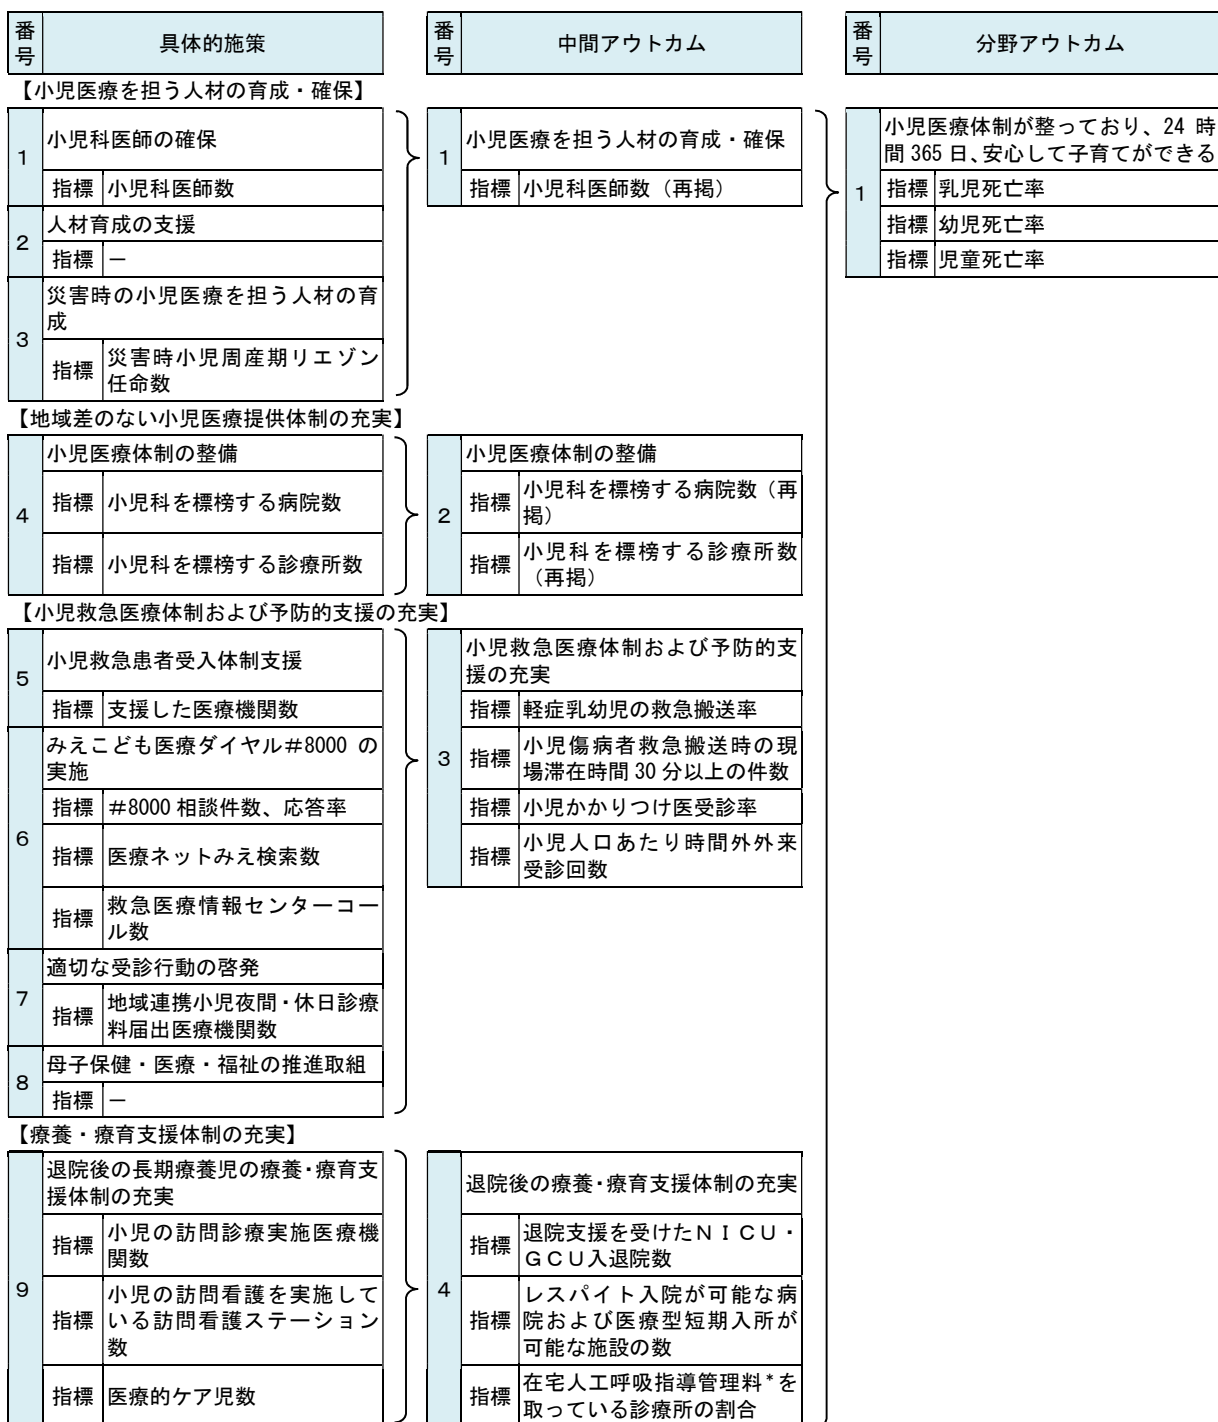 番号
具体的施策
番号
中間アウトカム
番号
分野アウトカム
【小児医療を担う人材の育成・確保】
1
小児科医師の確保
指標 小児科医師数
2
人材育成の支援
指標 －
3
災害時の小児医療を担う人材の育
成
指標 災害時小児周産期リエゾン
任命数
1
小児医療を担う人材の育成・確保
指標 小児科医師数（再掲）
1
小児医療体制が整っており、24 時
間 365 日、安心して子育てができる
指標 乳児死亡率
指標 幼児死亡率
指標 児童死亡率
【地域差のない小児医療提供体制の充実】
4
小児医療体制の整備
指標 小児科を標榜する病院数
指標 小児科を標榜する診療所数
2
小児医療体制の整備
指標 小児科を標榜する病院数（再
掲）
指標 小児科を標榜する診療所数
（再掲）
【小児救急医療体制および予防的支援の充実】
5
小児救急患者受入体制支援
指標 支援した医療機関数
6
みえこども医療ダイヤル＃8000 の
実施
指標 ＃8000 相談件数、応答率
指標 医療ネットみえ検索数
指標 救急医療情報センターコー
ル数
7
適切な受診行動の啓発
指標 地域連携小児夜間・休日診療
料届出医療機関数
8
母子保健・医療・福祉の推進取組
指標 －
3
小児救急医療体制および予防的支
援の充実
指標 軽症乳幼児の救急搬送率
指標 小児傷病者救急搬送時の現
場滞在時間 30 分以上の件数
指標 小児かかりつけ医受診率
指標 小児人口あたり時間外外来
受診回数
【療養・療育支援体制の充実】
9
退院後の長期療養児の療養・療育支
援体制の充実
指標 小児の訪問診療実施医療機
関数
指標 小児の訪問看護を実施して
いる訪問看護ステーション
数
指標 医療的ケア児数
4
退院後の療養・療育支援体制の充実
指標 退院支援を受けたＮＩＣＵ・
ＧＣＵ入退院数
指標 レスパイト入院が可能な病
院および医療型短期入所が
可能な施設の数
指標 在宅人工呼吸指導管理料*を
取っている診療所の割合